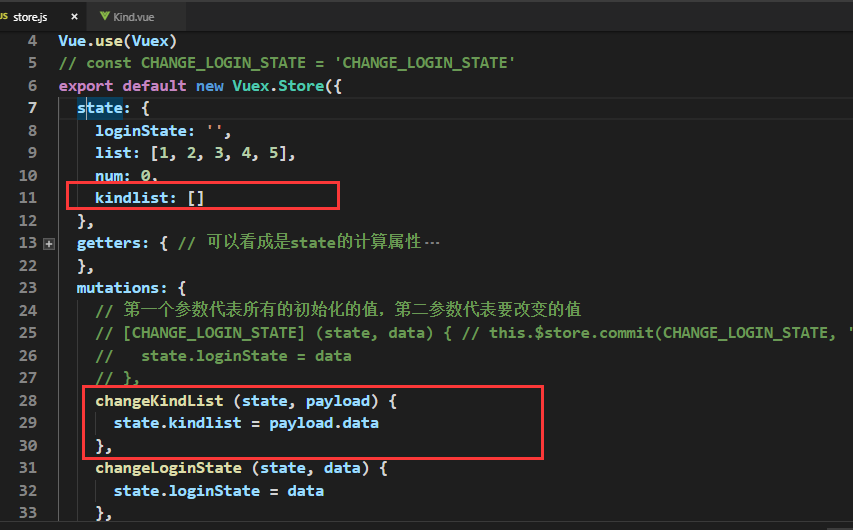 JS store.js × Kind.vue
4 Vue.use(Vuex)
5 // const CHANGE_LOGIN_STATE = 'CHANGE_LOGIN_STATE'
6 export default new Vuex.Store({
7 state: {
8 loginState: '',
9 list: [1, 2, 3, 4, 5],
10 num: 0,
11 kindlist: []
12 },
13 getters: { // 可以看成是state的计算属性…
22 },
23 mutations: {
24 // 第一个参数代表所有的初始化的值，第二参数代表要改变的值
25 // [CHANGE_LOGIN_STATE] (state, data) { // this.$store.commit(CHANGE_LOGIN_STATE, '
26 // state.loginState = data
27 // },
28 changeKindList (state, payload) {
29 state.kindlist = payload.data
30 },
31 changeLoginState (state, data) {
32 state.loginState = data
33 },